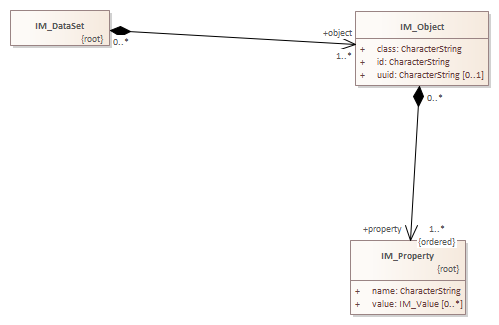 IM_DataSet
{root}
0..*
+object
1..*
IM_Object
+ class: CharacterString
+ id: CharacterString
+ uuid: CharacterString [0..1]
0..*
+property
1..*
{ordered}
IM_Property
{root}
+ name: CharacterString
+ value: IM_Value [0..*]